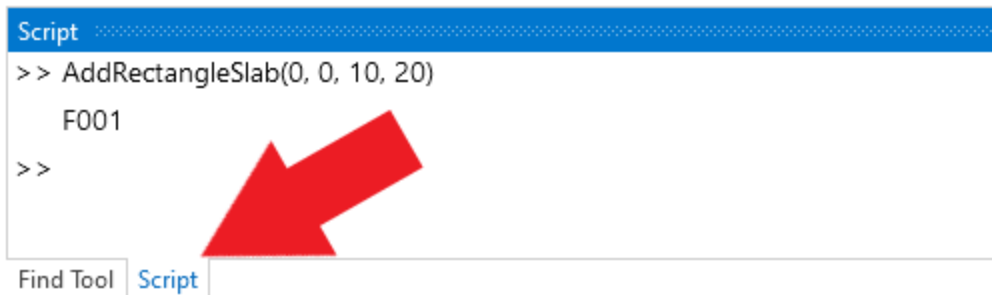 Script
>> AddRectangleSlab(0, 0, 10, 20)
F001
>>
Find Tool Script